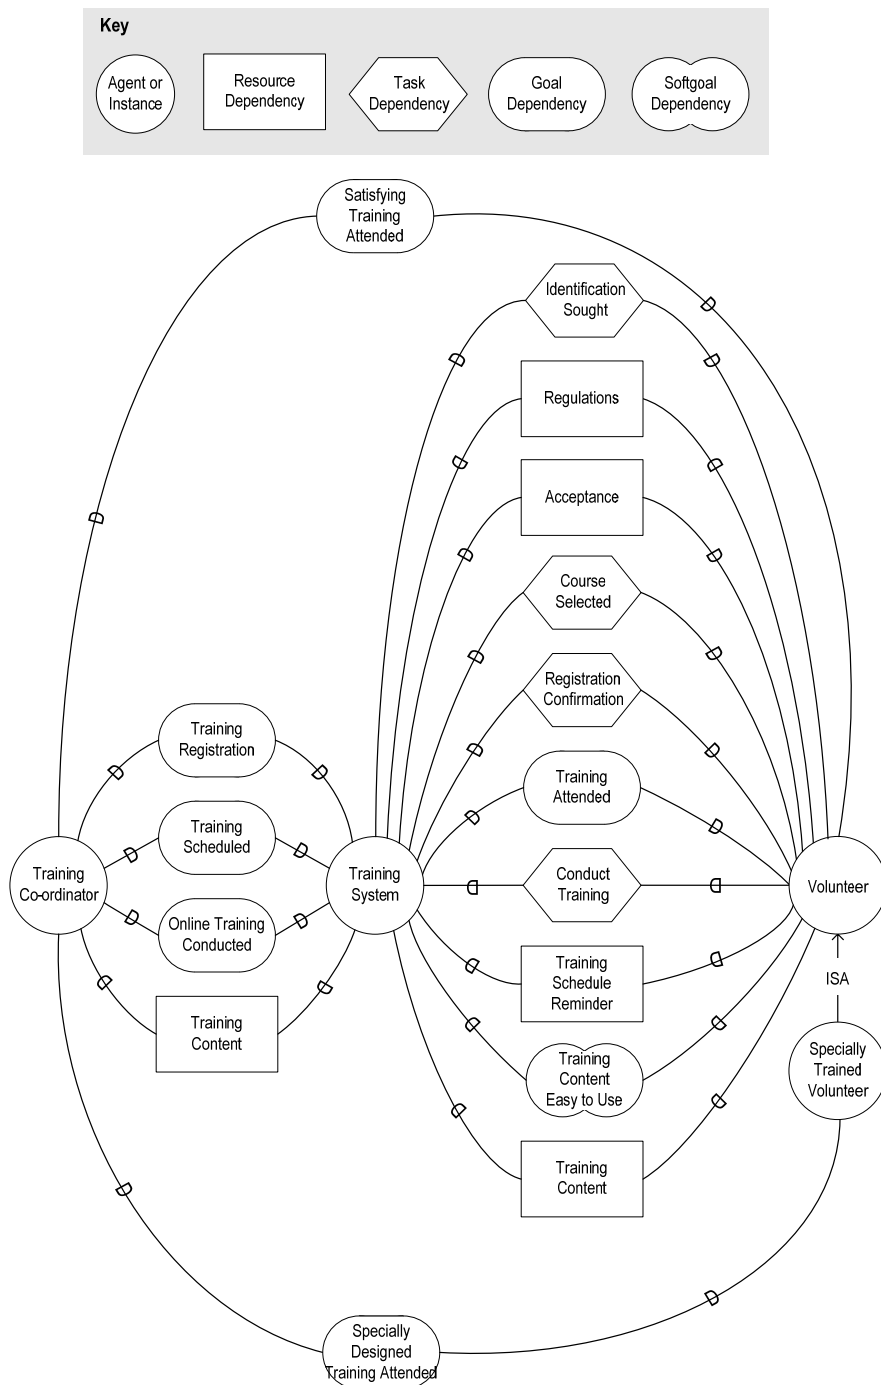 Key
Agent or
Instance
Resource
Dependency
Task
Dependency
Goal
Dependency
Softgoal
Dependency
Satisfying
Training
Attended
Identification
Sought
Regulations
Acceptance
Course
Selected
Registration
Confirmation
Training
Registration
Training
Attended
Training
Scheduled
Training
Co-ordinator
Training
System
Conduct
Training
Volunteer
Online Training
Conducted
Training
Schedule
Reminder
ISA
Training
Content
Training
Content
Easy to Use
Specially
Trained
Volunteer
Training
Content
Specially
Designed
Training Attended